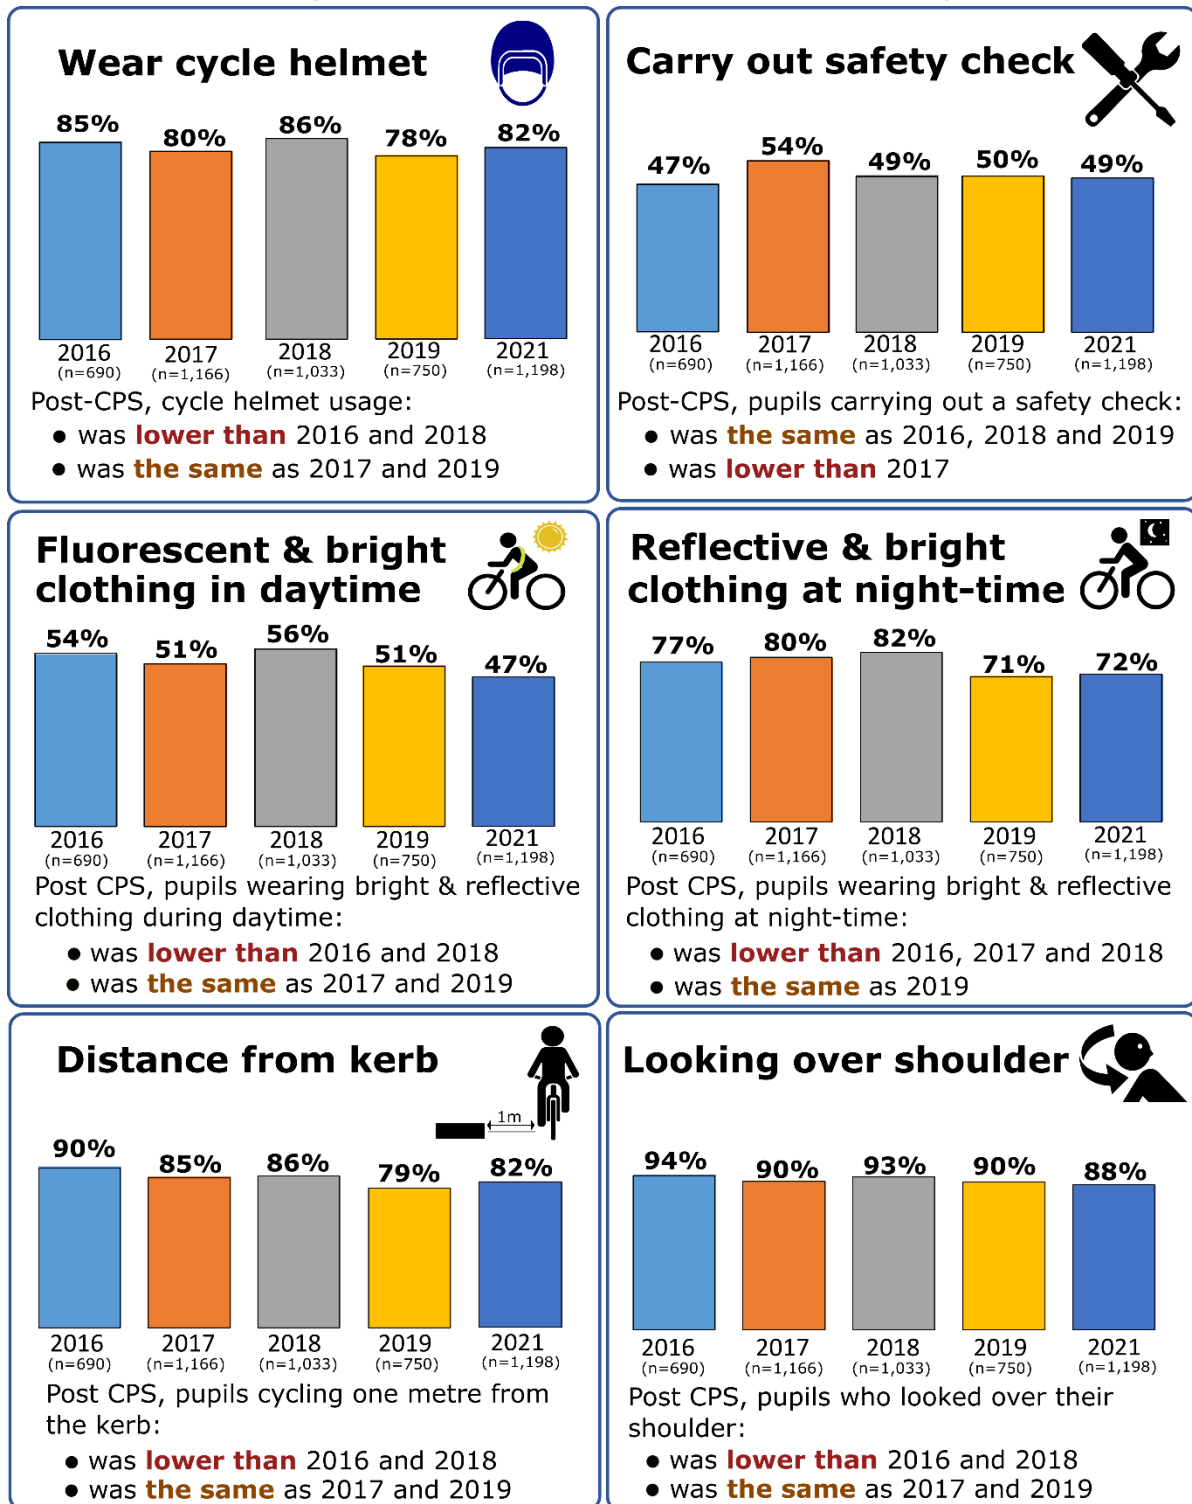 Wear cycle helmet
85% 80% 86% 78% 82%
2016 2017 2018 2019 2021
(n=690) (n=1,166) (n=1,033) (n=750) (n=1,198)
Post-CPS, cycle helmet usage:
● was lower than 2016 and 2018
● was the same as 2017 and 2019
Carry out safety check
47% 54% 49% 50% 49%
2016 2017 2018 2019 2021
(n=690) (n=1,166) (n=1,033) (n=750) (n=1,198)
Post-CPS, pupils carrying out a safety check:
● was the same as 2016, 2018 and 2019
● was lower than 2017
Fluorescent & bright
clothing in daytime
54% 51% 56% 51% 47%
2016 2017 2018 2019 2021
(n=690) (n=1,166) (n=1,033) (n=750) (n=1,198)
Post CPS, pupils wearing bright & reflective
clothing during daytime:
● was lower than 2016 and 2018
● was the same as 2017 and 2019
Reflective & bright
clothing at night-time
77% 80% 82% 71% 72%
2016 2017 2018 2019 2021
(n=690) (n=1,166) (n=1,033) (n=750) (n=1,198)
Post CPS, pupils wearing bright & reflective
clothing at night-time:
● was lower than 2016, 2017 and 2018
● was the same as 2019
Distance from kerb
1m
90% 85% 86% 79% 82%
2016 2017 2018 2019 2021
(n=690) (n=1,166) (n=1,033) (n=750) (n=1,198)
Post CPS, pupils cycling one metre from
the kerb:
● was lower than 2016 and 2018
● was the same as 2017 and 2019
Looking over shoulder
94% 90% 93% 90% 88%
2016 2017 2018 2019 2021
(n=690) (n=1,166) (n=1,033) (n=750) (n=1,198)
Post CPS, pupils who looked over their
shoulder:
● was lower than 2016 and 2018
● was the same as 2017 and 2019